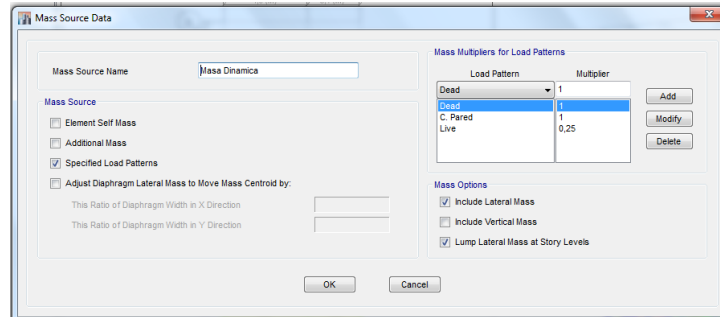 Mass Source Data
Mass Source Name
Masa Dinamica
Mass Source
Element Self Mass
Additional Mass
Specified Load Patterns
Adjust Diaphragm Lateral Mass to Move Mass Centroid by:
This Ratio of Diaphragm Width in X Direction
This Ratio of Diaphragm Width in Y Direction
Mass Multipliers for Load Patterns
Load Pattern Multiplier
Dead 1
Dead 1
C. Pared 1
Live 0,25
Add
Modify
Delete
Mass Options
Include Lateral Mass
Include Vertical Mass
Lump Lateral Mass at Story Levels
OK Cancel